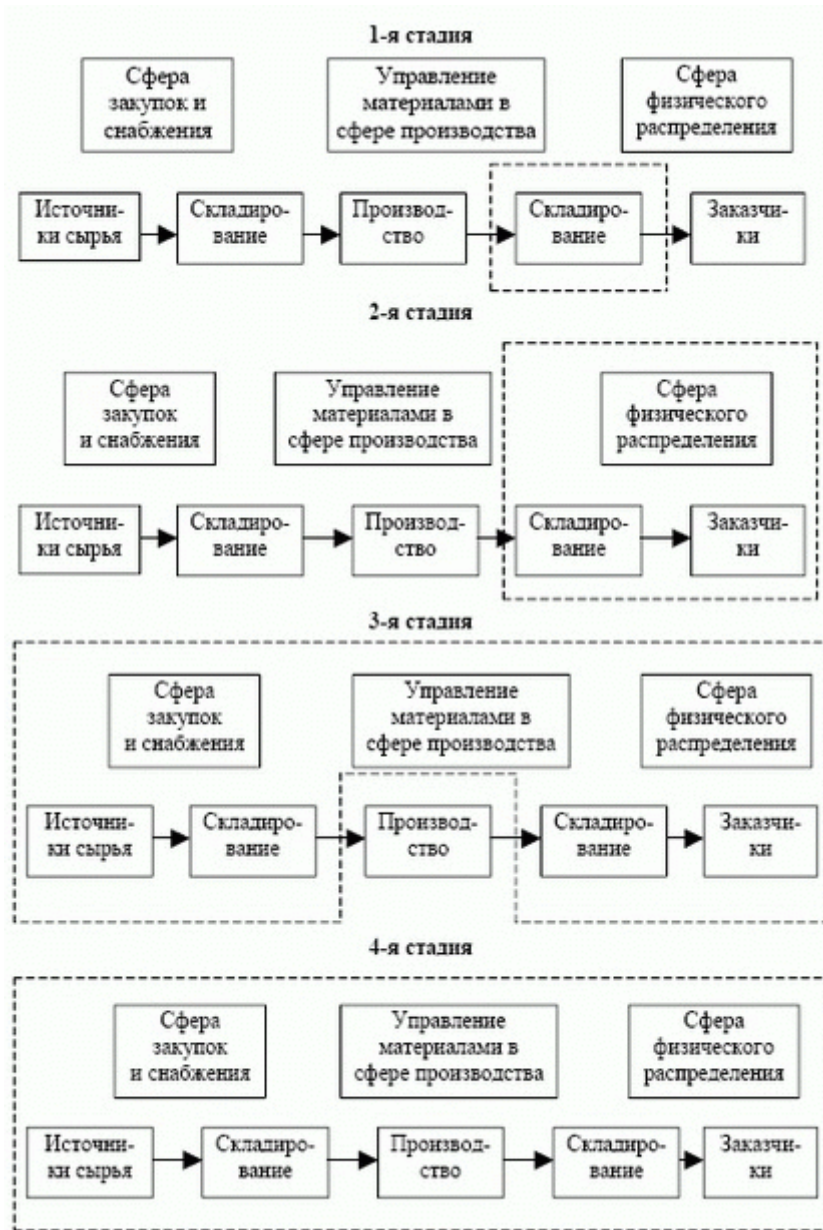 1-я стадия
Сфера
закупок и
снабжения
Управление
материалами в
сфере производства
Сфера
физического
распределения
Источни-
ки сырья
Складиро-
вание
Производ-
ство
Складиро-
вание
Заказчи-
ки
2-я стадия
Сфера
закупок
и снабжения
Управление
материалами в
сфере производства
Сфера
физического
распределения
Источни-
ки сырья
Складиро-
вание
Производ-
ство
Складиро-
вание
Заказчи-
ки
3-я стадия
Сфера
закупок
и снабжения
Управление
материалами в
сфере производства
Сфера
физического
распределения
Источни-
ки сырья
Складиро-
вание
Производ-
ство
Складиро-
вание
Заказчи-
ки
4-я стадия
Сфера
закупок
и снабжения
Управление
материалами в
сфере производства
Сфера
физического
распределения
Источни-
ки сырья
Складиро-
вание
Производ-
ство
Складиро-
вание
Заказчи-
ки